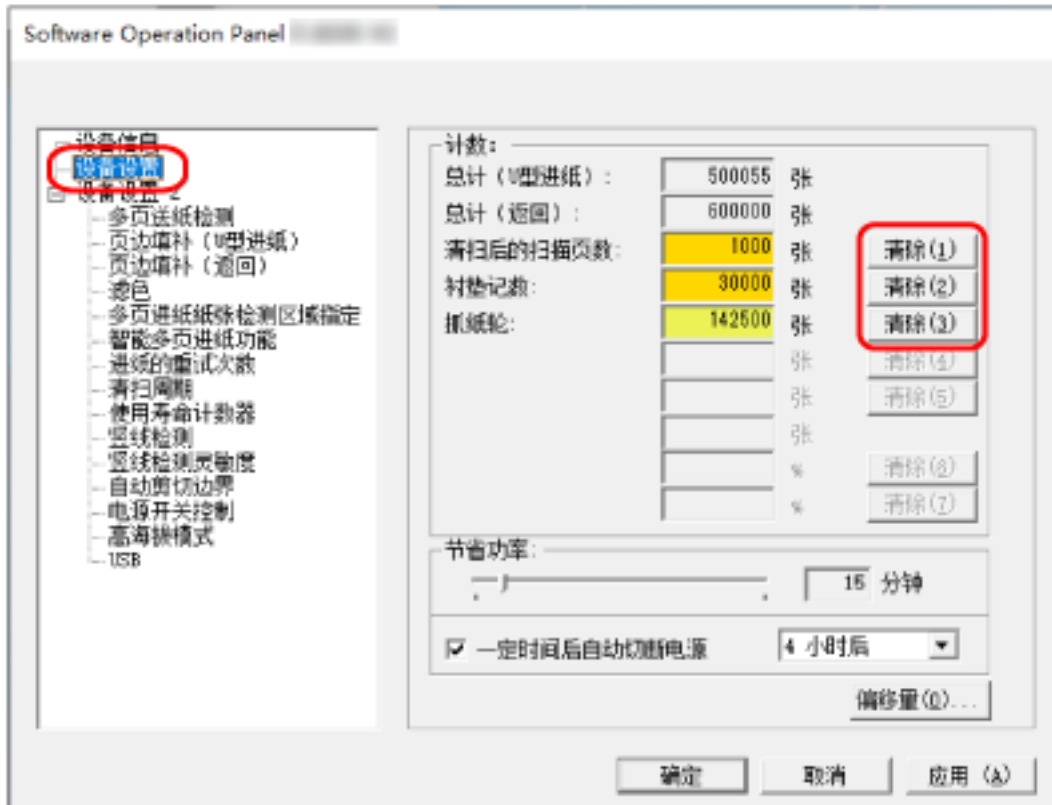 Software Operation Panel
设备信息
设备设置
设备设置 2
多页送纸检测
页边填补（U型进纸）
页边填补（返回）
滤色
多页进纸纸张检测区域指定
智能多页进纸功能
进纸的重试次数
清扫周期
使用寿命计数器
竖线检测
竖线检测灵敏度
自动剪切边界
电源开关控制
高海拔模式
USB
计数：
总计（U型进纸）： 500055 张
总计（返回）： 600000 张
清扫后的扫描页数： 1000 张 清除(1)
衬垫记数： 30000 张 清除(2)
抓纸轮： 142500 张 清除(3)
张 清除(4)
张 清除(5)
张
% 清除(6)
% 清除(7)
节省功率：
15 分钟
一定时间后自动切断电源 4 小时后
偏移量(O)...
确定 取消 应用 (A)